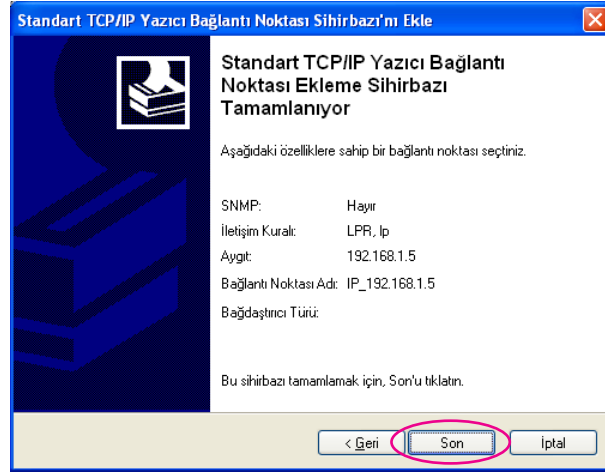 Standart TCP/IP Yazıcı Bağlantı Noktası Sihirbazı'nı Ekle
Standart TCP/IP Yazıcı Bağlantı
Noktası Ekleme Sihirbazı
Tamamlanıyor
Aşağıdaki özelliklere sahip bir bağlantı noktası seçtiniz.
SNMP: Hayır
İletişim Kuralı: LPR, lp
Aygıt: 192.168.1.5
Bağlantı Noktası Adı: IP_192.168.1.5
Bağdaştırıcı Türü:
Bu sihirbazı tamamlamak için, Son'u tıklatın.
< Geri Son İptal